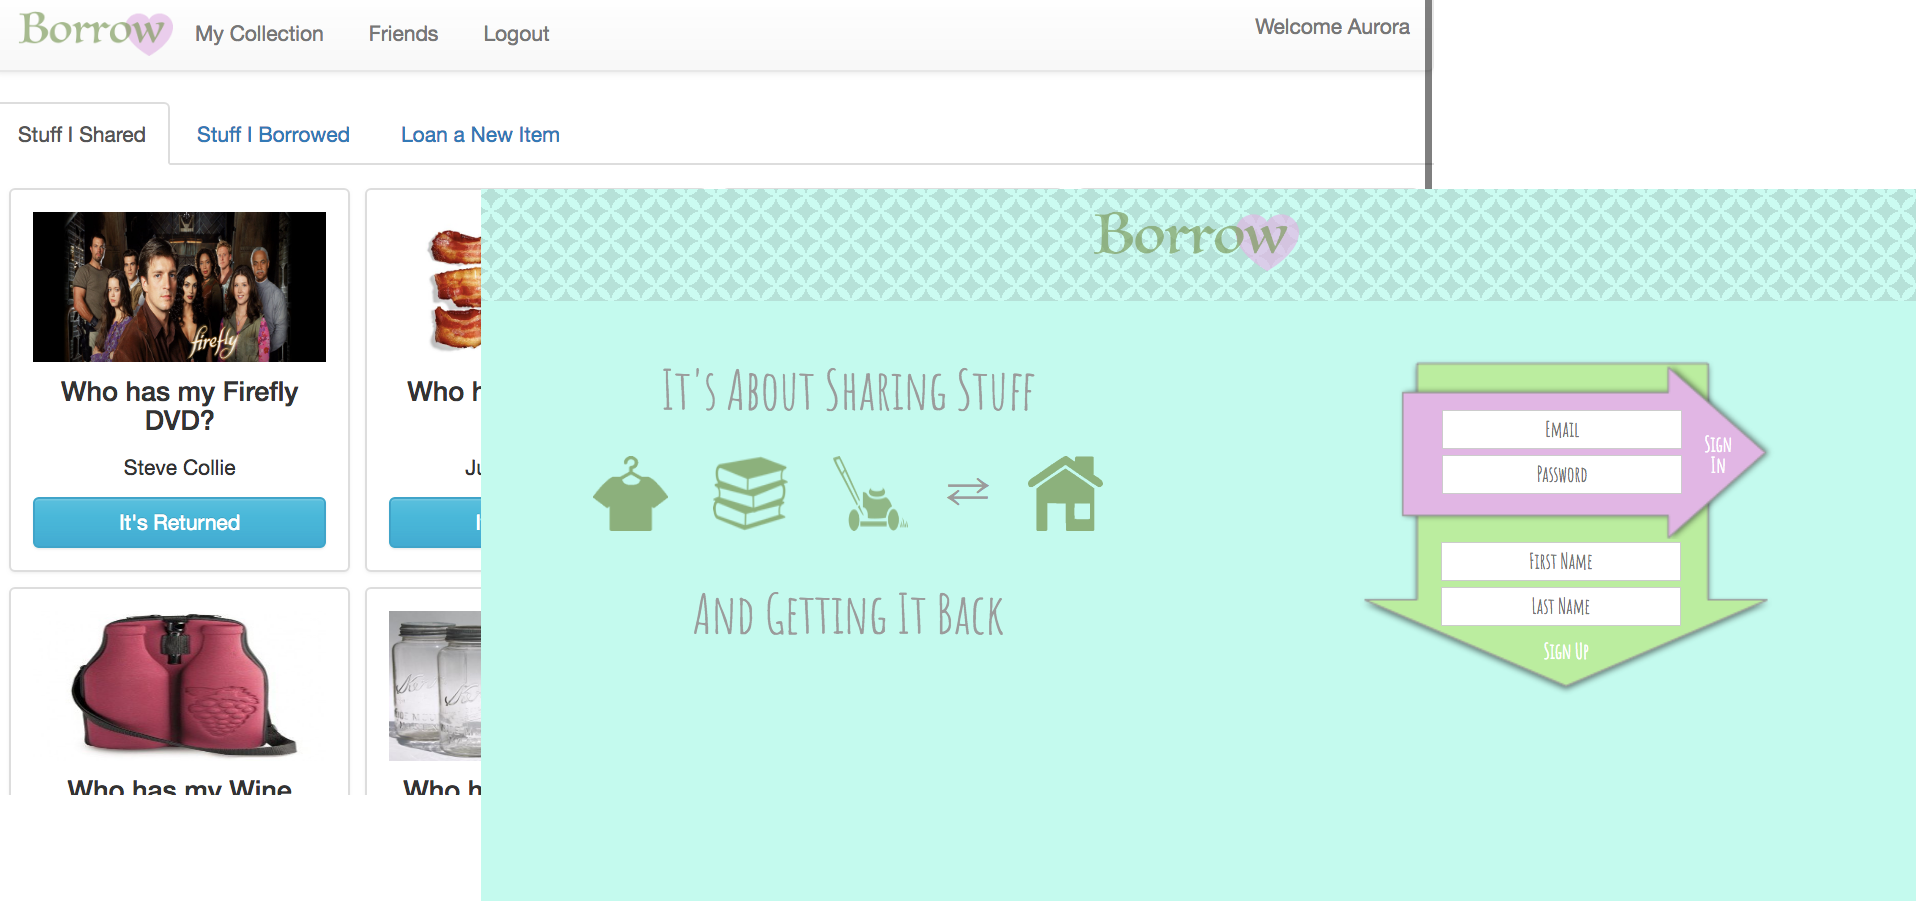 Borrow
My Collection
Friends
Logout
Welcome Aurora
Stuff I Shared
Stuff I Borrowed
Loan a New Item
firefly
Who has my Firefly
DVD?
Steve Collie
It's Returned
Who has my Wine
Who
Who
Borrow
It's About Sharing Stuff
And Getting It Back
Email
Password
Sign
In
First Name
Last Name
Sign Up